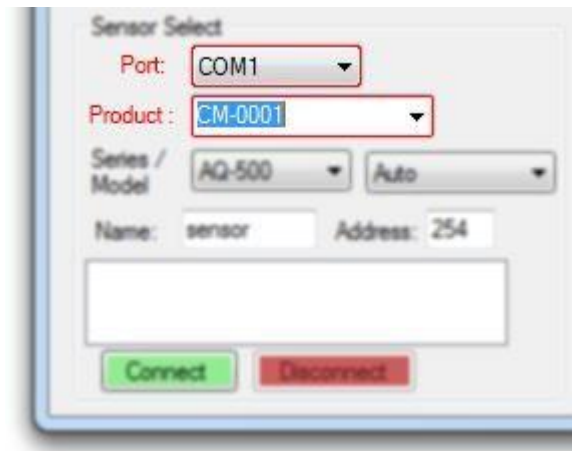 Sensor Select
Port: COM1
Product : CM-0001
Series / Model AQ-500 Auto
Name: sensor Address: 254
Connect Disconnect